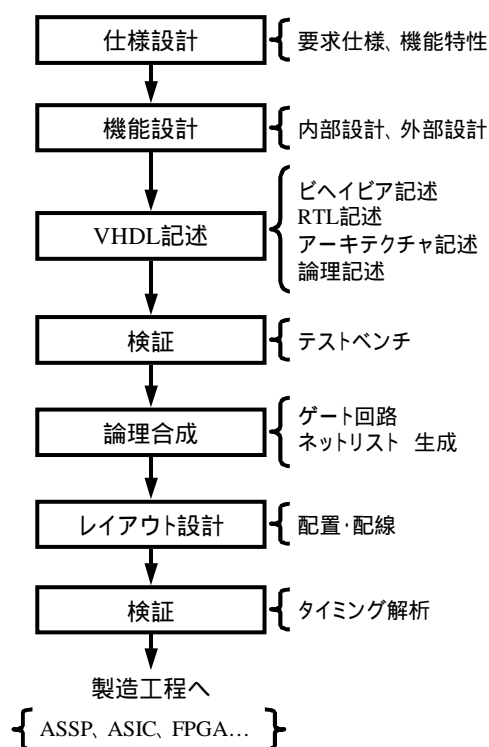 仕様設計
要求仕様、機能特性
機能設計
内部設計、外部設計
VHDL記述
ビヘイビア記述
RTL記述
アーキテクチャ記述
論理記述
検証
テストベンチ
論理合成
ゲート回路
ネットリスト 生成
レイアウト設計
配置·配線
検証
タイミング解析
製造工程へ
ASSP、ASIC、FPGA…